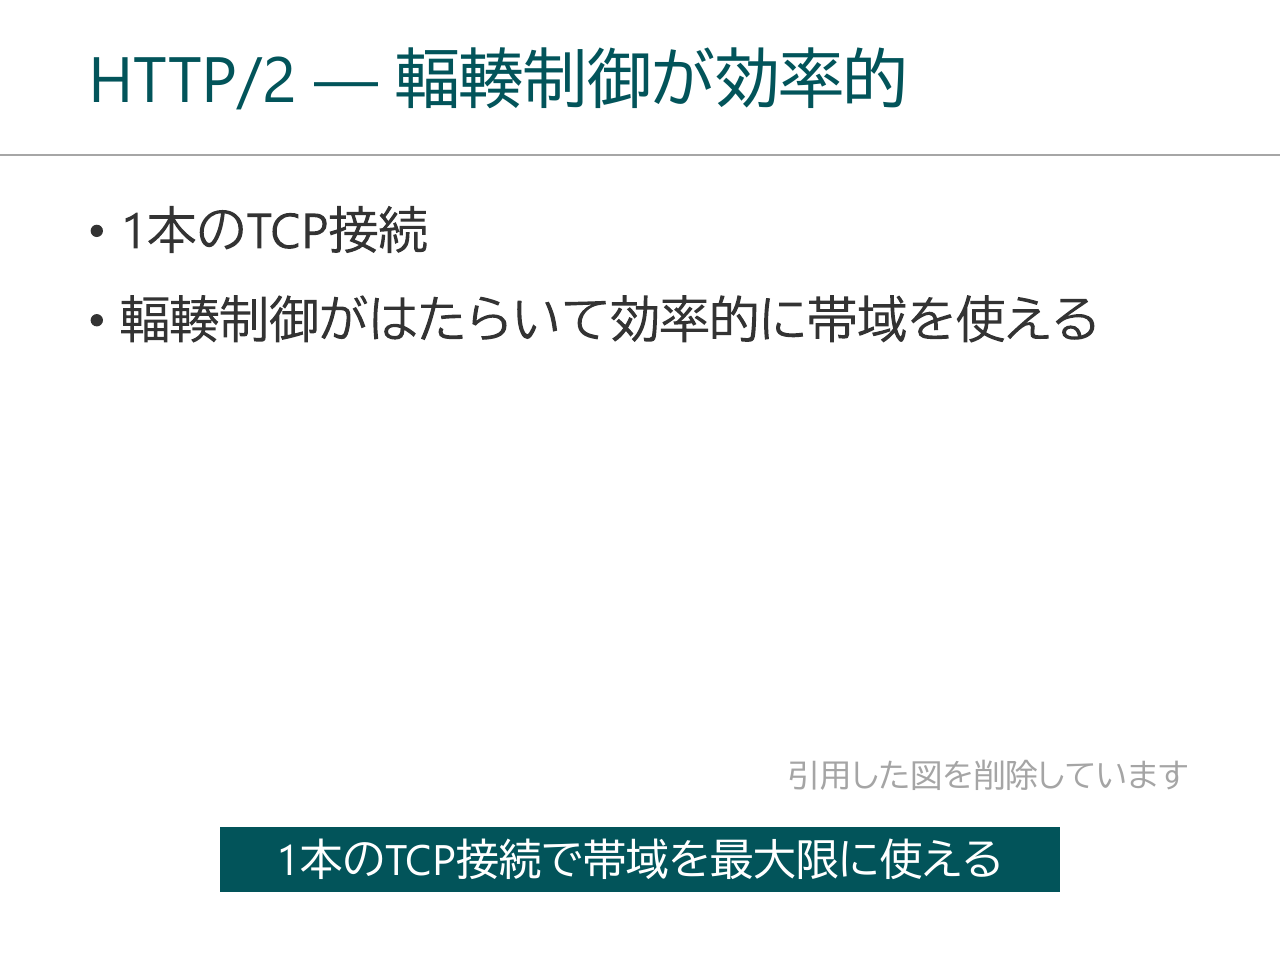 HTTP/2 — 輻輳制御が効率的
• 1本のTCP接続
• 輻輳制御がはたらいて効率的に帯域を使える
引用した図を削除しています
1本のTCP接続で帯域を最大限に使える